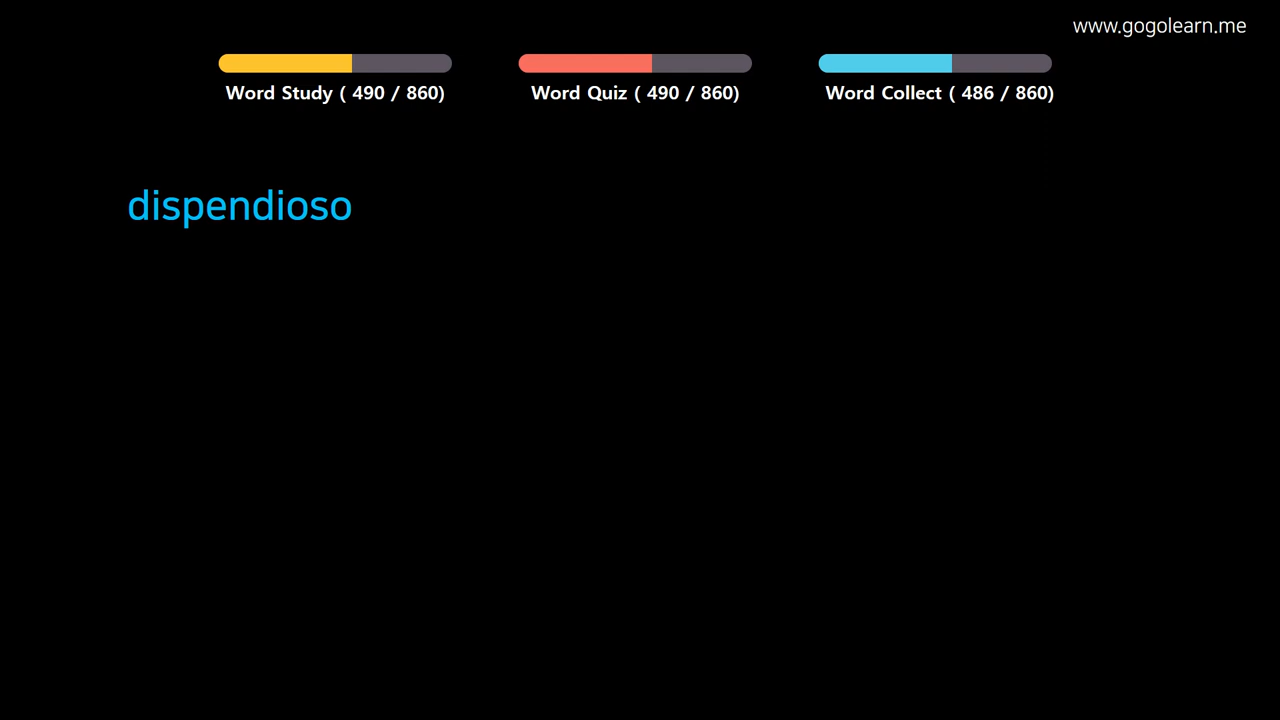 www.gogolearn.me
Word Study ( 490 / 860)
Word Quiz ( 490 / 860)
Word Collect ( 486 / 860)
dispendioso